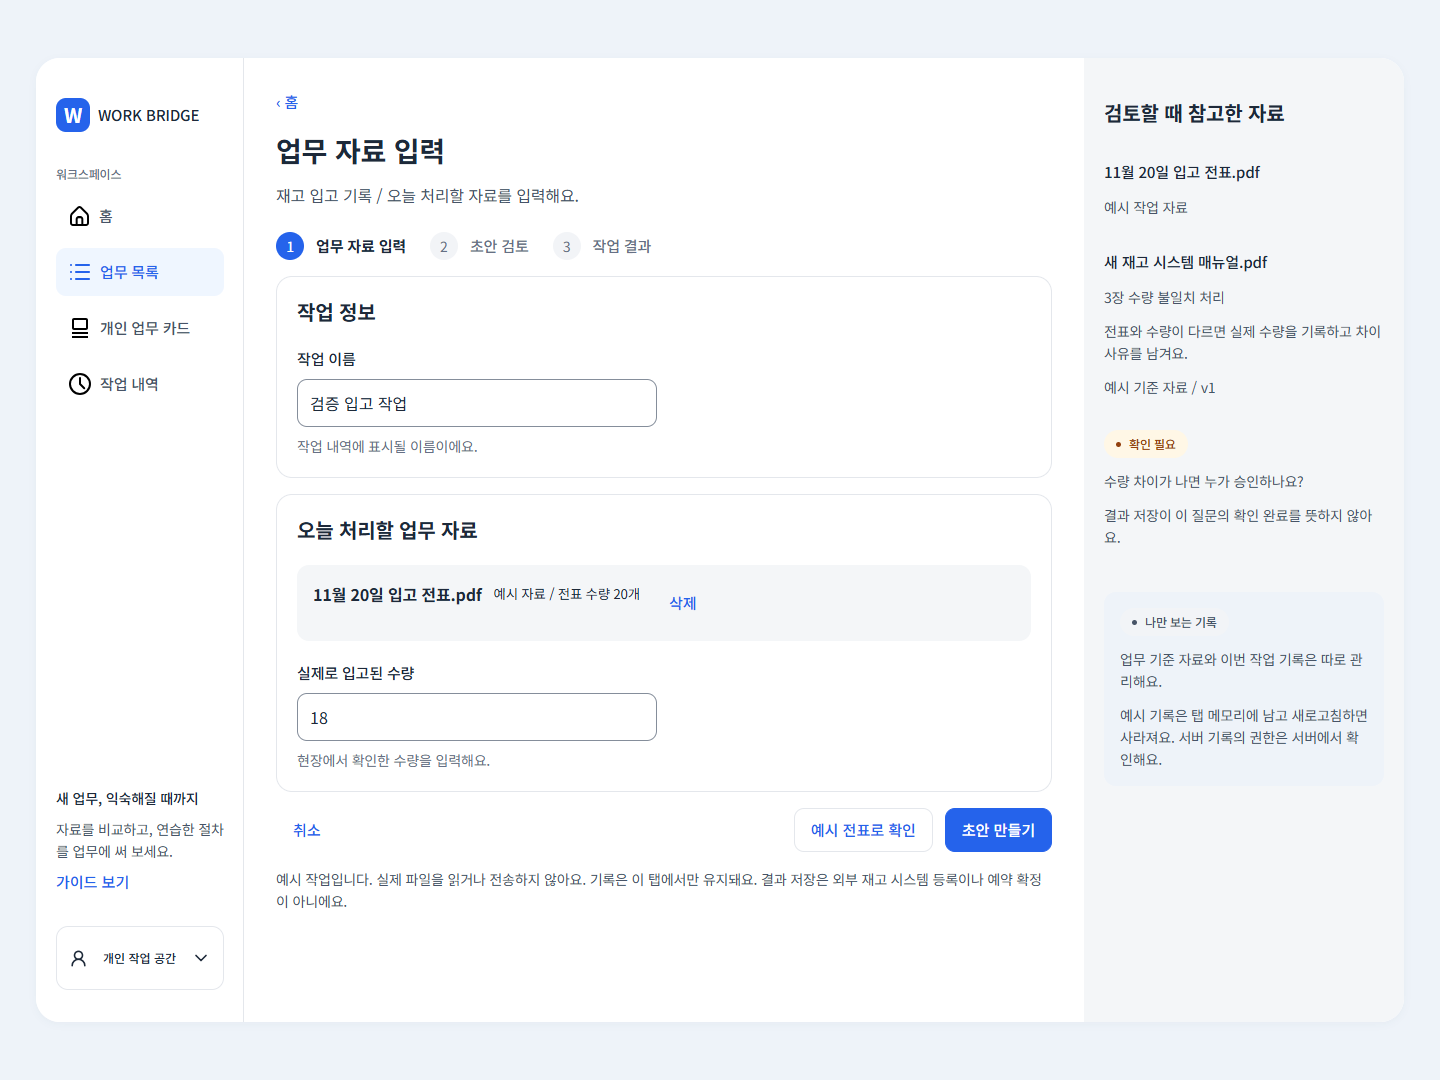 W WORK BRIDGE
워크스페이스
홈
업무 목록
개인 업무 카드
작업 내역
새 업무, 익숙해질 때까지
자료를 비교하고, 연습한 절차
를 업무에 써 보세요.
가이드 보기
개인 작업 공간
‹ 홈
업무 자료 입력
재고 입고 기록 / 오늘 처리할 자료를 입력해요.
1 업무 자료 입력 2 초안 검토 3 작업 결과
작업 정보
작업 이름
검증 입고 작업
작업 내역에 표시될 이름이에요.
오늘 처리할 업무 자료
11월 20일 입고 전표.pdf 예시 자료 / 전표 수량 20개 삭제
실제로 입고된 수량
18
현장에서 확인한 수량을 입력해요.
취소 예시 전표로 확인 초안 만들기
예시 작업입니다. 실제 파일을 읽거나 전송하지 않아요. 기록은 이 탭에서만 유지돼요. 결과 저장은 외부 재고 시스템 등록이나 예약 확정
이 아니에요.
검토할 때 참고한 자료
11월 20일 입고 전표.pdf
예시 작업 자료
새 재고 시스템 매뉴얼.pdf
3장 수량 불일치 처리
전표와 수량이 다르면 실제 수량을 기록하고 차이
사유를 남겨요.
예시 기준 자료 / v1
확인 필요
수량 차이가 나면 누가 승인하나요?
결과 저장이 이 질문의 확인 완료를 뜻하지 않아
요.
나만 보는 기록
업무 기준 자료와 이번 작업 기록은 따로 관
리해요.
예시 기록은 탭 메모리에 남고 새로고침하면
사라져요. 서버 기록의 권한은 서버에서 확
인해요.